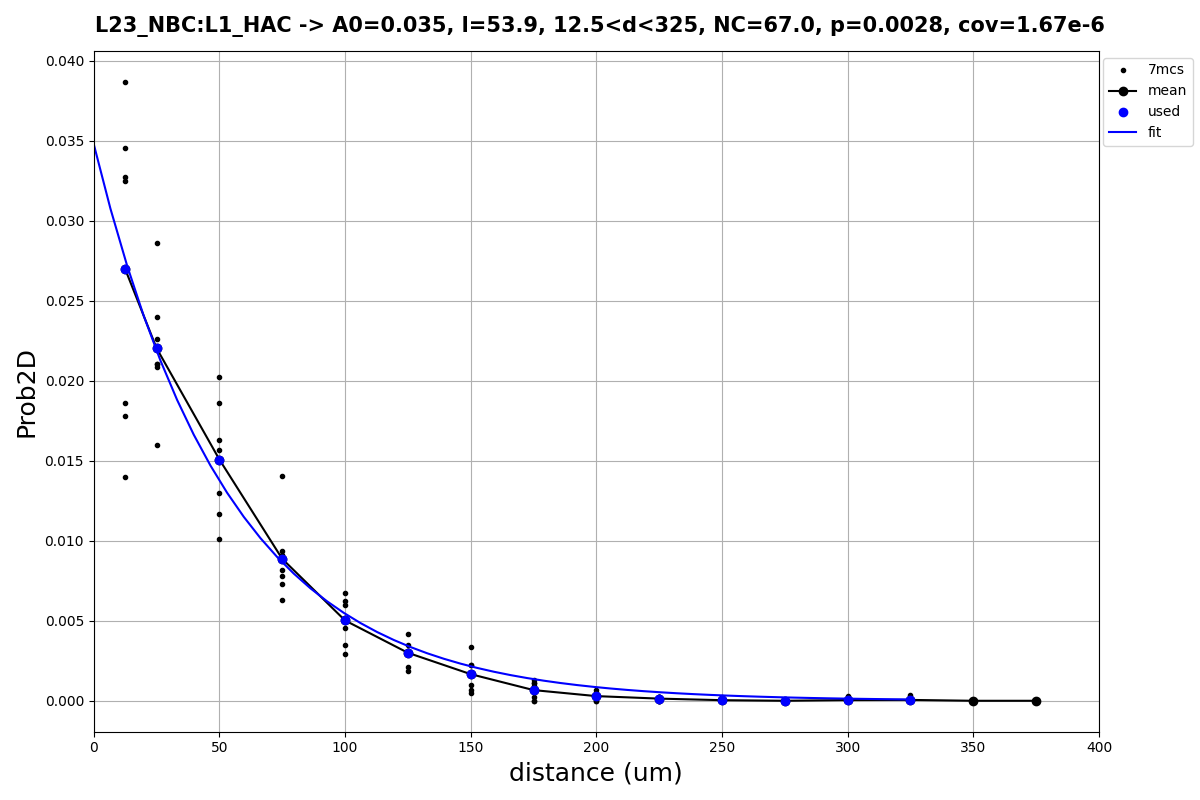 L23_NBC:L1_HAC -> A0=0.035, l=53.9, 12.5<d<325, NC=67.0, p=0.0028, cov=1.67e-6
7mcs
mean
used
fit
0.040
0.035
0.030
0.025
0.020
0.015
0.010
0.005
0.000
Prob2D
0 50 100 150 200 250 300 350 400
distance (um)